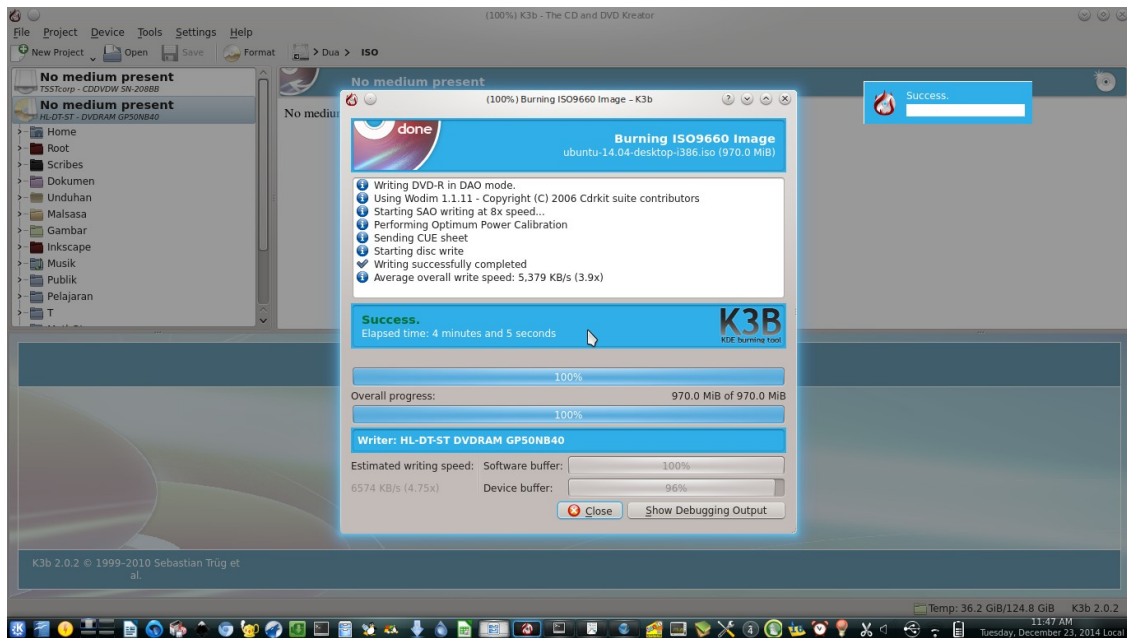 (100%) K3b - The CD and DVD Kreator
File Project Device Tools Settings Help
New Project Open Save Format > Dua > ISO
No medium present
TSSTcorp - CDDVDW SN-208BB
No medium present
HL-DT-ST - DVDRAM GP50NB40
Home
Root
Scribes
Dokumen
Unduhan
Malsasa
Gambar
Inkscape
Musik
Publik
Pelajaran
T
No medium present
No medium
(100%) Burning ISO9660 Image – K3b
done
Burning ISO9660 Image
ubuntu-14.04-desktop-i386.iso (970.0 MiB)
Writing DVD-R in DAO mode.
Using Wodim 1.1.11 - Copyright (C) 2006 Cdrkit suite contributors
Starting SAO writing at 8x speed...
Performing Optimum Power Calibration
Sending CUE sheet
Starting disc write
Writing successfully completed
Average overall write speed: 5,379 KB/s (3.9x)
Success.
Elapsed time: 4 minutes and 5 seconds
K3B
KDE burning tool
100%
Overall progress: 970.0 MiB of 970.0 MiB
100%
Writer: HL-DT-ST DVDRAM GP50NB40
Estimated writing speed: Software buffer: 100%
6574 KB/s (4.75x) Device buffer: 96%
Close Show Debugging Output
Success.
K3b 2.0.2 © 1999–2010 Sebastian Trüg et
al.
Temp: 36.2 GiB/124.8 GiB K3b 2.0.2
11:47 AM
Tuesday, December 23, 2014 Local